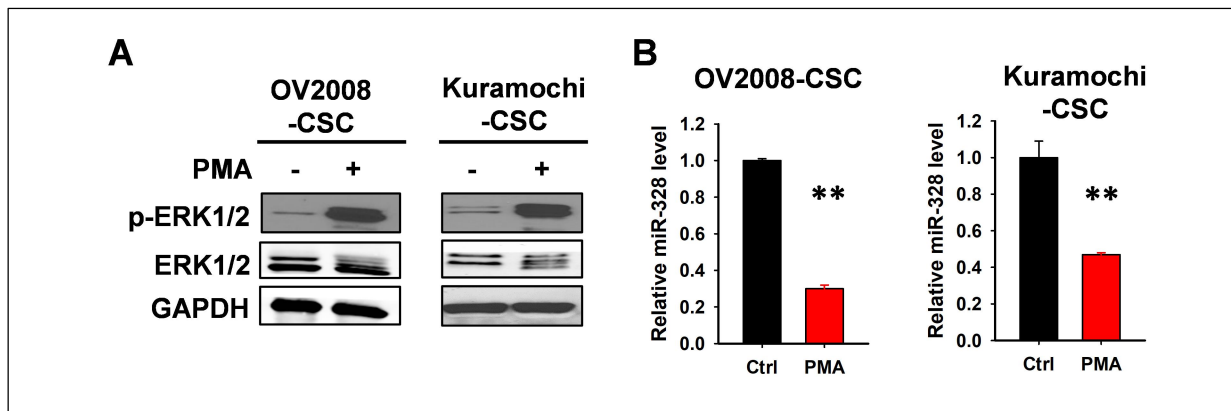 A
OV2008
-CSC
Kuramochi
-CSC
PMA - + - +
p-ERK1/2
ERK1/2
GAPDH
B
OV2008-CSC
Relative miR-328 level
1.2
1.0
0.8
0.6
0.4
0.2
0.0
**
Ctrl PMA
Kuramochi
-CSC
Relative miR-328 level
1.2
1.0
0.8
0.6
0.4
0.2
0.0
**
Ctrl PMA